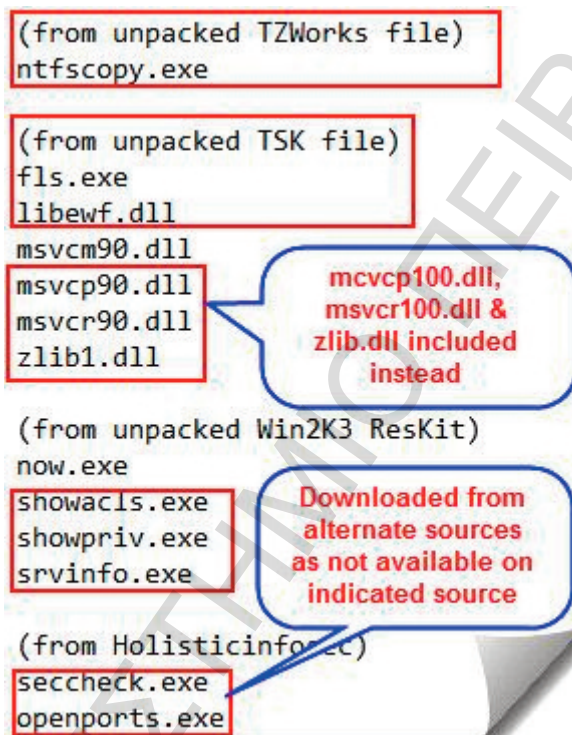 (from unpacked TZWorks file)
ntfscopy.exe
(from unpacked TSK file)
fls.exe
libewf.dll
msvcm90.dll
msvcp90.dll
msvcr90.dll
zlib1.dll
mcvcp100.dll,
msvcr100.dll &
zlib.dll included
instead
(from unpacked Win2K3 ResKit)
now.exe
showacls.exe
showpriv.exe
srvinfo.exe
Downloaded from
alternate sources
as not available on
indicated source
(from Holisticinfosec)
seccheck.exe
openports.exe